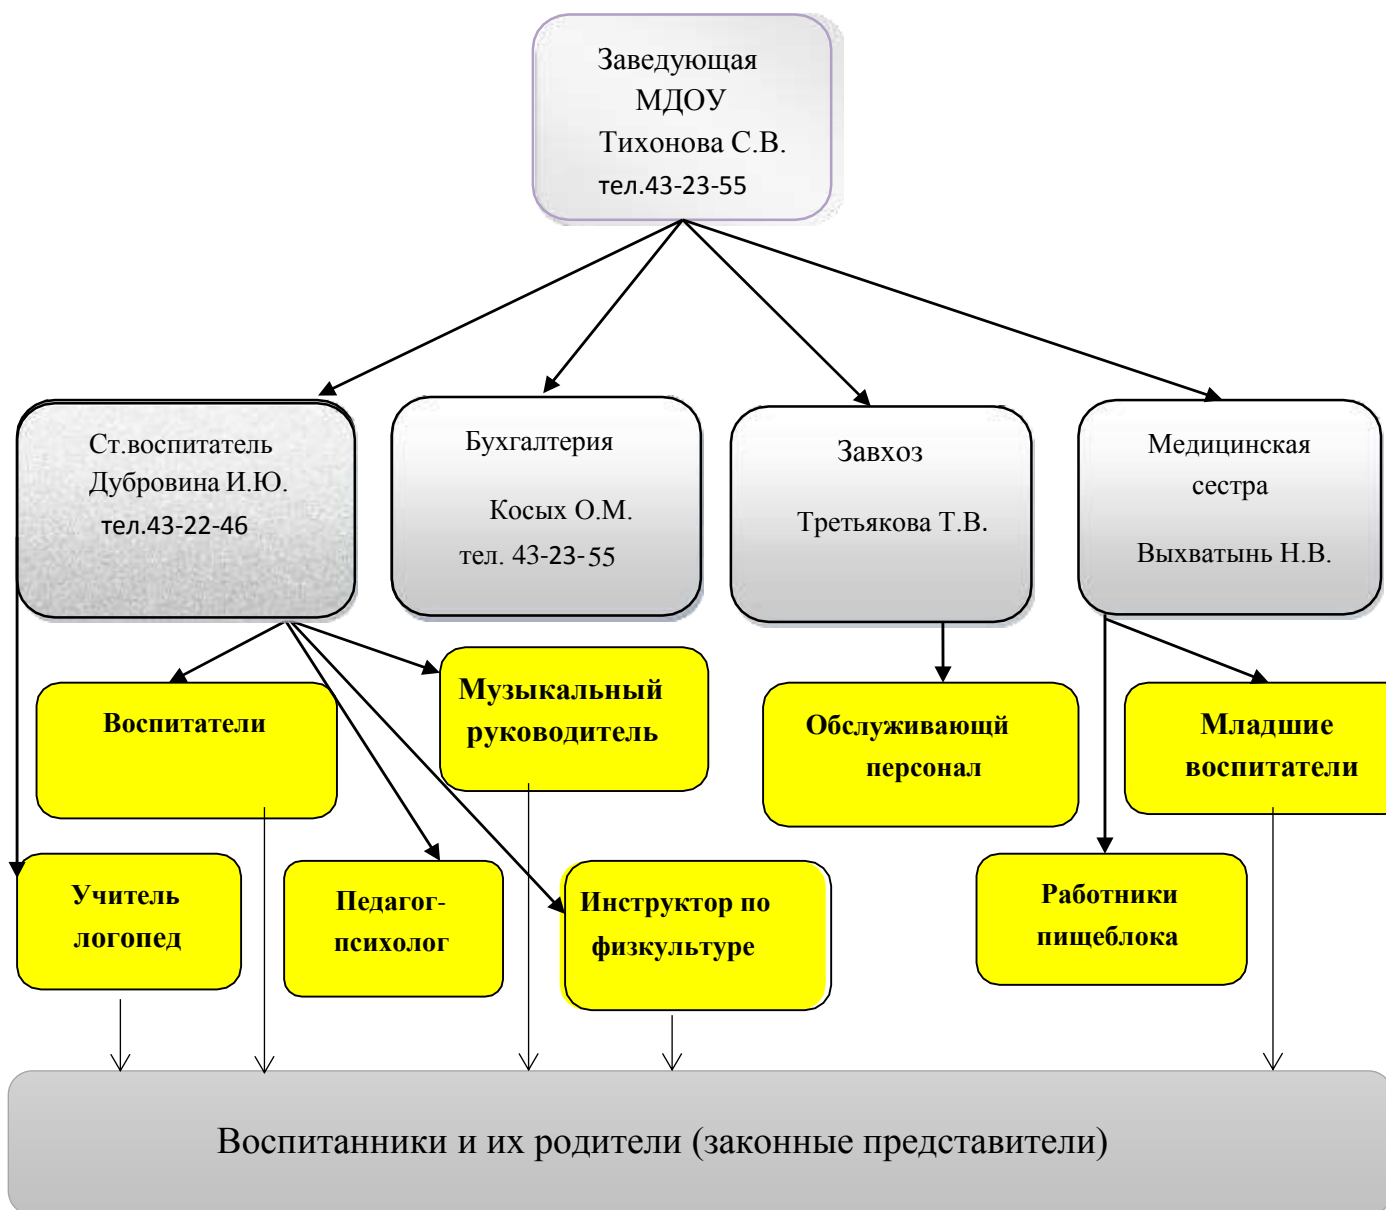 Заведующая
МДОУ
Тихонова С.В.
тел.43-23-55
Ст.воспитатель
Дубровина И.Ю.
тел.43-22-46
Бухгалтерия
Косых О.М.
тел. 43-23-55
Завхоз
Третьякова Т.В.
Медицинская
сестра
Выхватынь Н.В.
Воспитатели
Музыкальный
руководитель
Обслуживающй
персонал
Младшие
воспитатели
Учитель
логопед
Педагог-
психолог
Инструктор по
физкультуре
Работники
пищеблока
Воспитанники и их родители (законные представители)